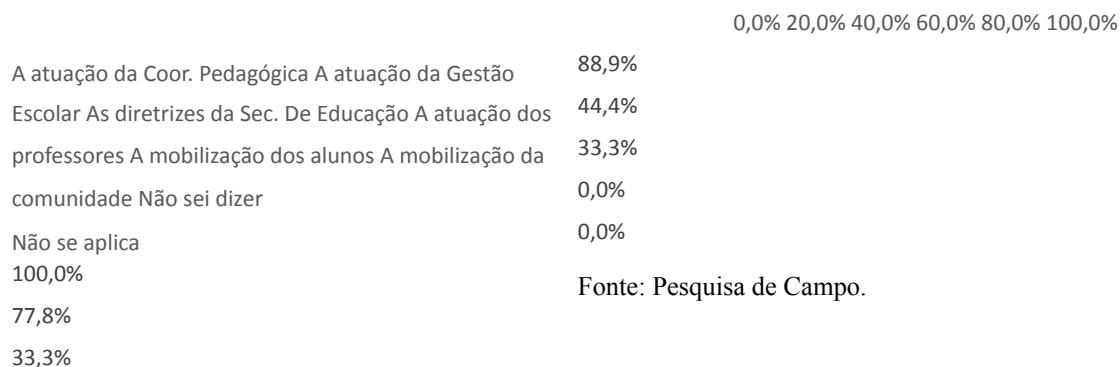 0,0% 20,0% 40,0% 60,0% 80,0% 100,0%
A atuação da Coor. Pedagógica A atuação da Gestão
Escolar As diretrizes da Sec. De Educação A atuação dos
professores A mobilização dos alunos A mobilização da
comunidade Não sei dizer
Não se aplica
100,0%
77,8%
33,3%
88,9%
44,4%
33,3%
0,0%
0,0%
Fonte: Pesquisa de Campo.